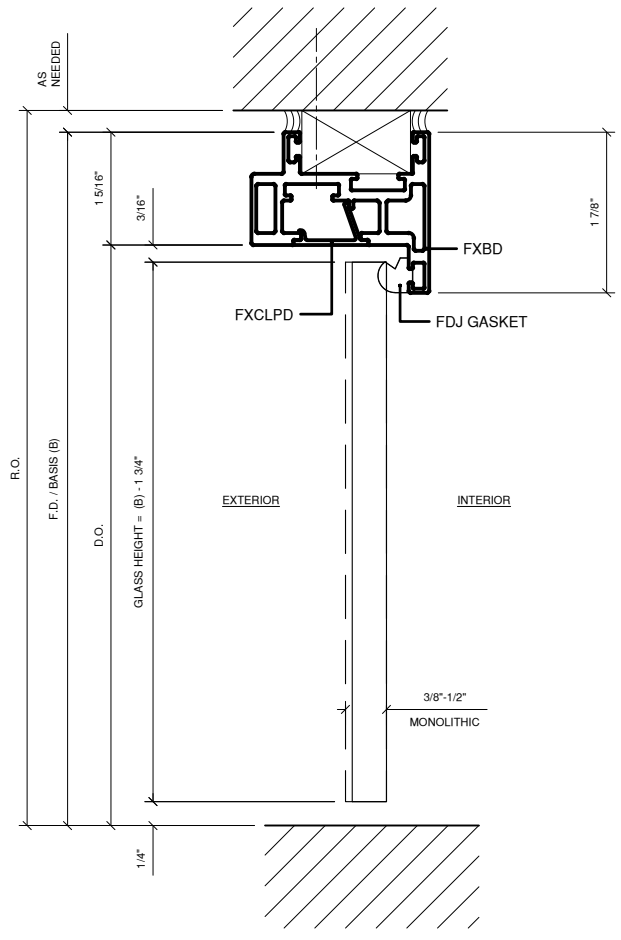 AS
NEEDED
1 5/16"
3/16"
1 7/8"
FXBD
FXCLPD
FDJ GASKET
R.O.
F.D. / BASIS (B)
D.O.
GLASS HEIGHT = (B) - 1 3/4"
EXTERIOR
INTERIOR
3/8"-1/2"
MONOLITHIC
1/4"